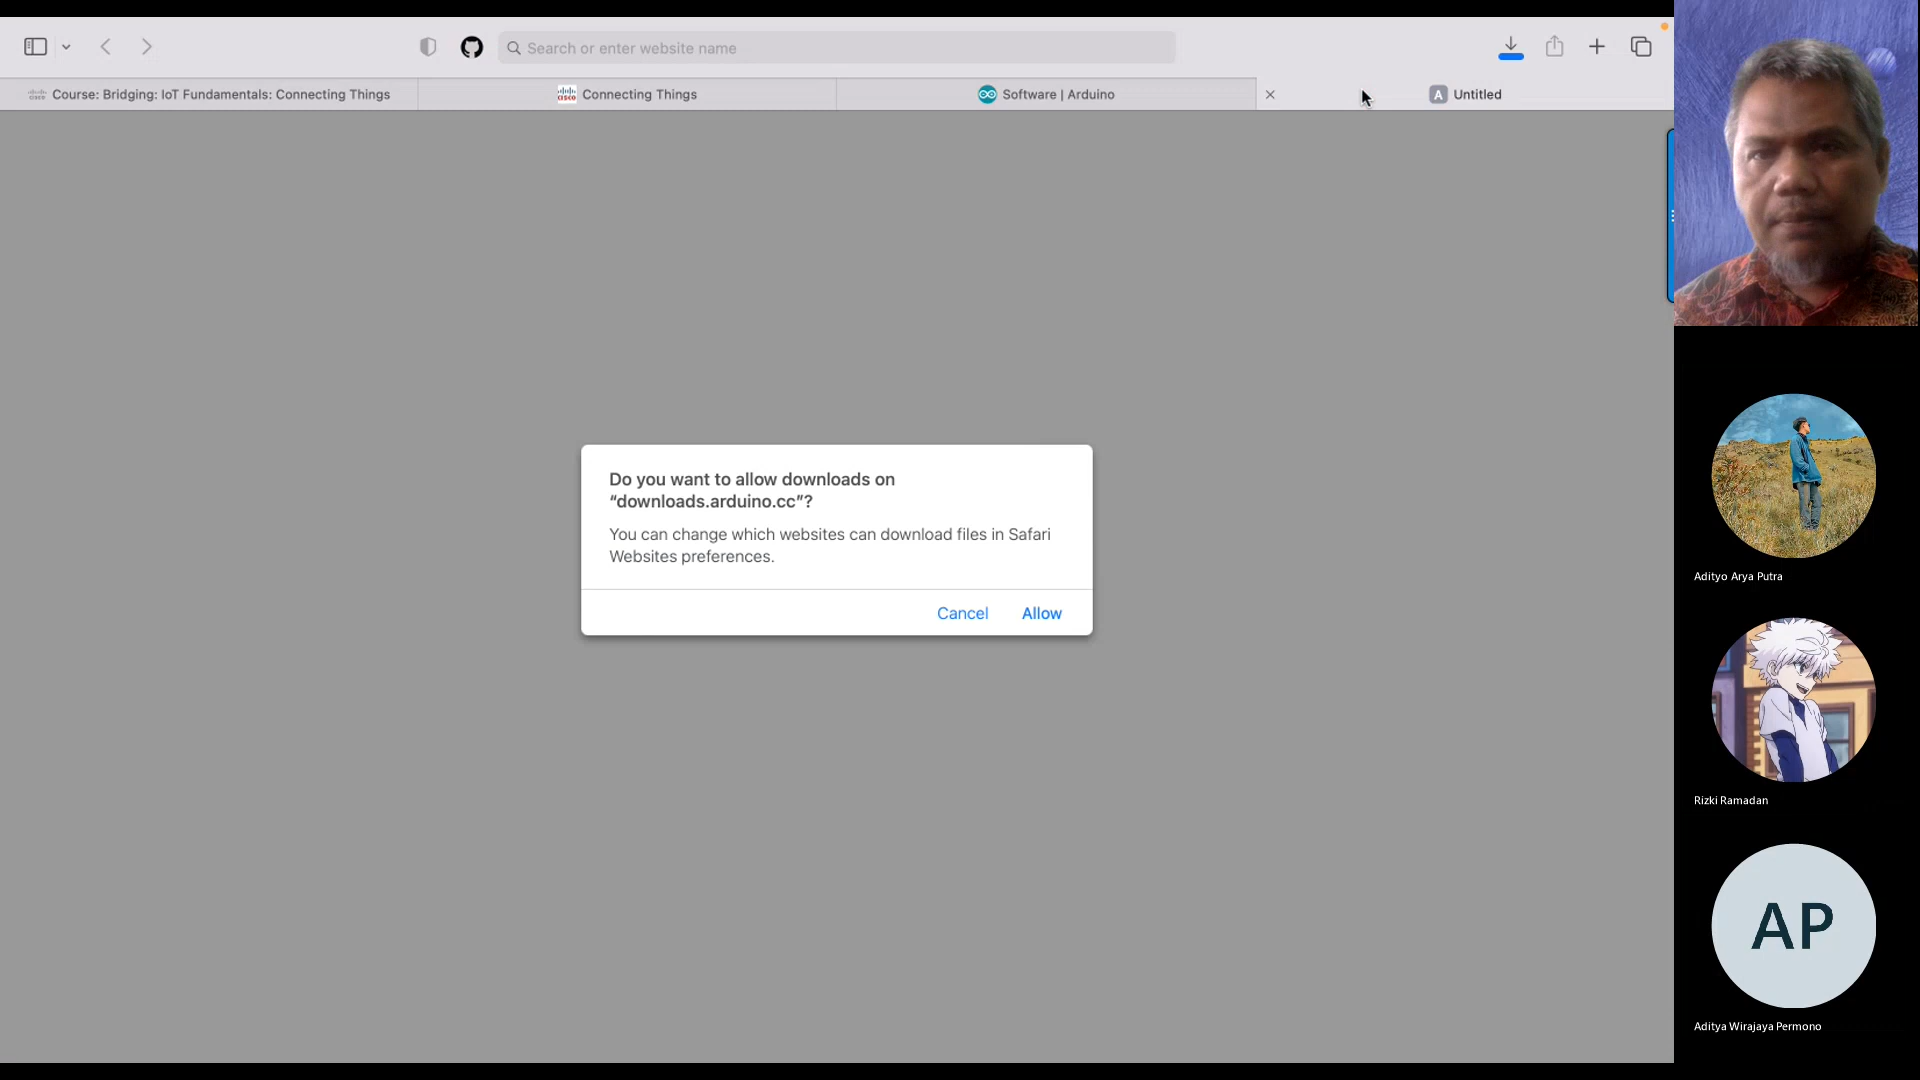 Search or enter website name
Course: Bridging: IoT Fundamentals: Connecting Things
Connecting Things
Software | Arduino
A Untitled
Do you want to allow downloads on
“downloads.arduino.cc”?
You can change which websites can download files in Safari
Websites preferences.
Cancel
Allow
Adityo Arya Putra
Rizki Ramadan
AP
Aditya Wirajaya Permono